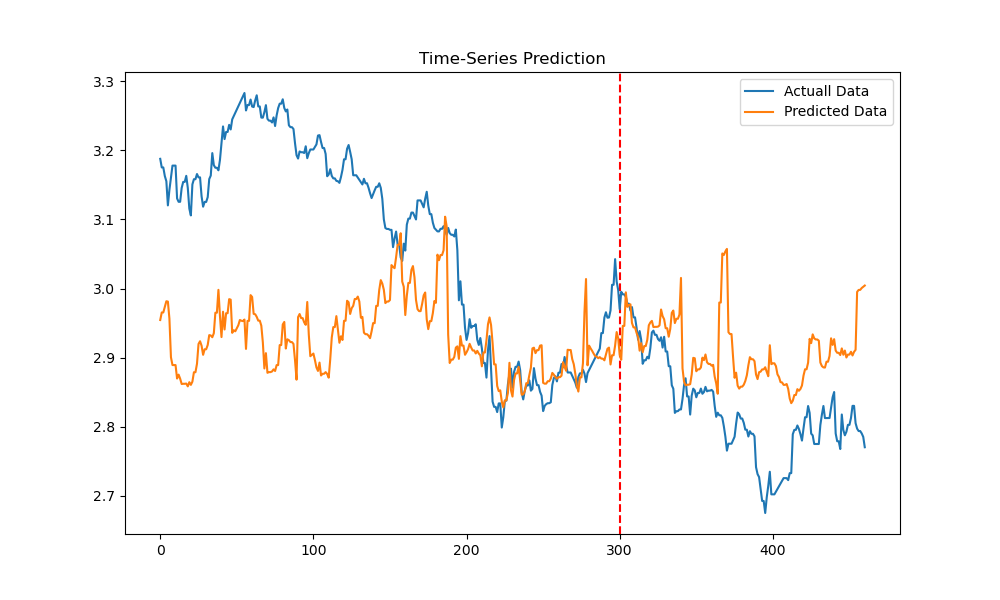 Time-Series Prediction
Actuall Data
Predicted Data
3.3
3.2
3.1
3.0
2.9
2.8
2.7
0 100 200 300 400